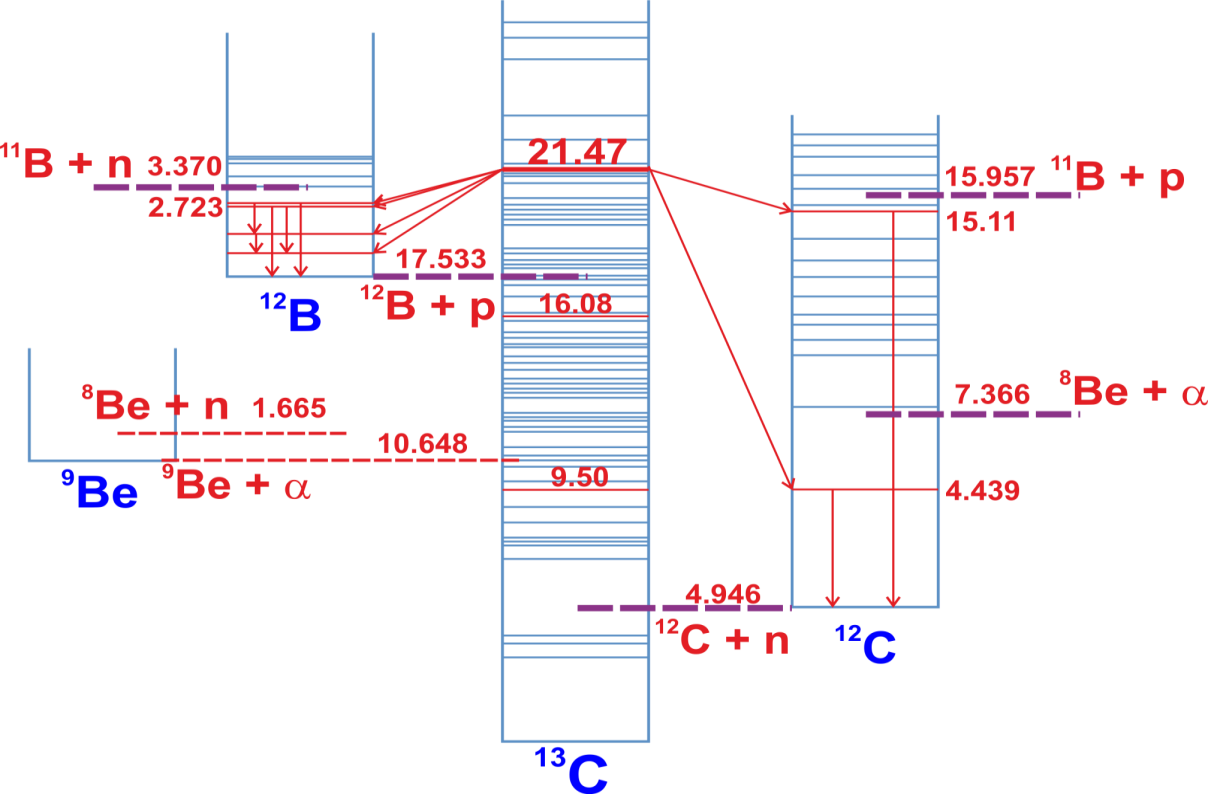 21.47
¹¹B + n 3.370
2.723
15.957 ¹¹B + p
15.11
17.533
¹²B + p
¹²B
16.08
⁸Be + n 1.665
7.366 ⁸Be + α
10.648
⁹Be
⁹Be + α
9.50
4.439
4.946
¹²C + n
¹²C
¹³C